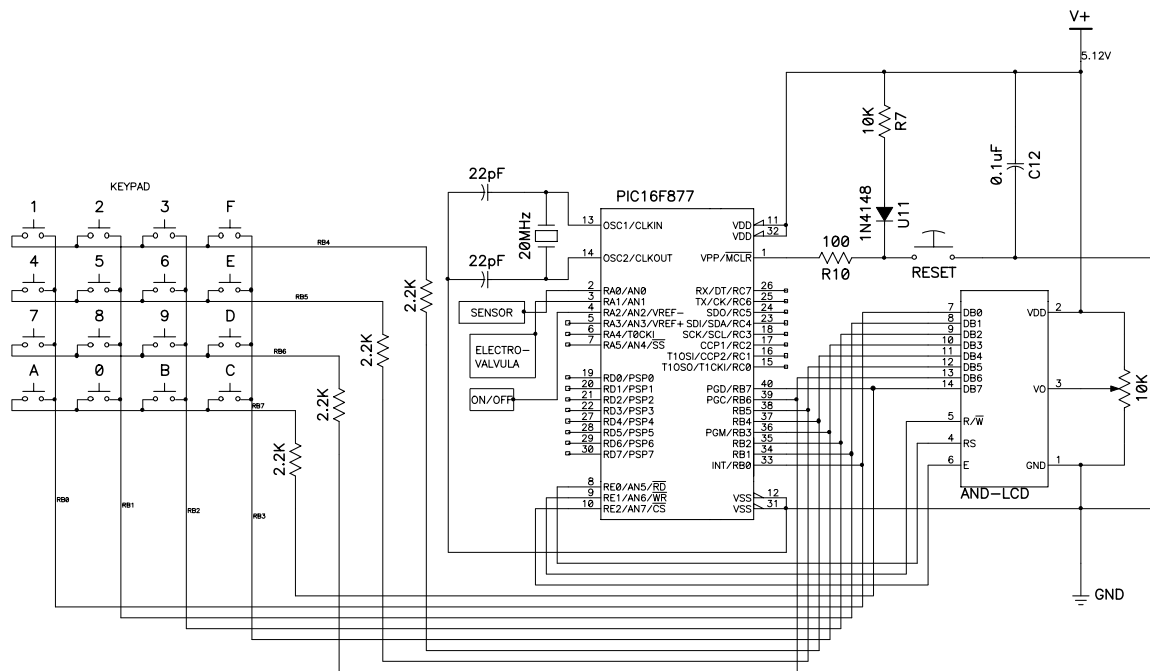 V+
5.12V
10K
R7
0.1uF
C12
1N4148
U11
22pF
20MHz
22pF
PIC16F877
KEYPAD
1 2 3 F
4 5 6 E
7 8 9 D
A 0 B C
RB4
RB5
RB6
RB7
RB0
RB1
RB2
RB3
2.2K
2.2K
2.2K
2.2K
SENSOR
ELECTRO-
VALVULA
ON/OFF
13 OSC1/CLKIN
14 OSC2/CLKOUT
2 RA0/AN0
3 RA1/AN1
4 RA2/AN2/VREF-
5 RA3/AN3/VREF+
6 RA4/T0CKI
7 RA5/AN4/SS
19 RD0/PSP0
20 RD1/PSP1
21 RD2/PSP2
22 RD3/PSP3
27 RD4/PSP4
28 RD5/PSP5
29 RD6/PSP6
30 RD7/PSP7
8 RE0/AN5/RD
9 RE1/AN6/WR
10 RE2/AN7/CS
VDD 11
VDD 32
VPP/MCLR 1
RX/DT/RC7 26
TX/CK/RC6 25
SDO/RC5 24
SDI/SDA/RC4 23
SCK/SCL/RC3 18
CCP1/RC2 17
T1OSI/CCP2/RC1 16
T1OSO/T1CKI/RC0 15
PGD/RB7 40
PGC/RB6 39
RB5 38
RB4 37
PGM/RB3 36
RB2 35
RB1 34
INT/RB0 33
VSS 12
VSS 31
100
R10
RESET
7 DB0
8 DB1
9 DB2
10 DB3
11 DB4
12 DB5
13 DB6
14 DB7
5 R/W
4 RS
6 E
VDD 2
VO 3
GND 1
10K
AND-LCD
GND